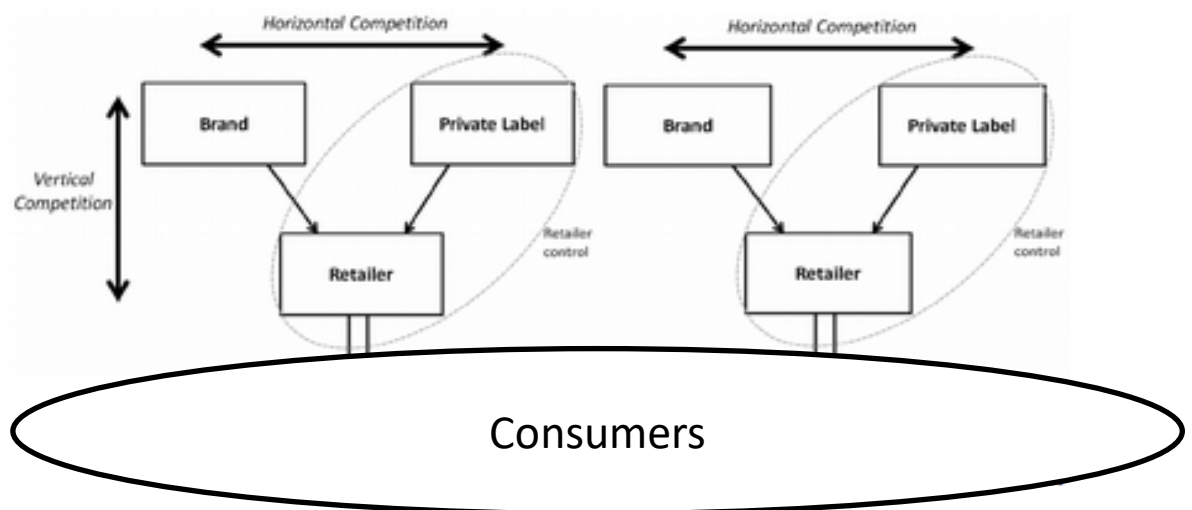 Horizontal Competition
Horizontal Competition
Brand
Private Label
Brand
Private Label
Vertical
Competition
Retailer
control
Retailer
control
Retailer
Retailer
Consumers